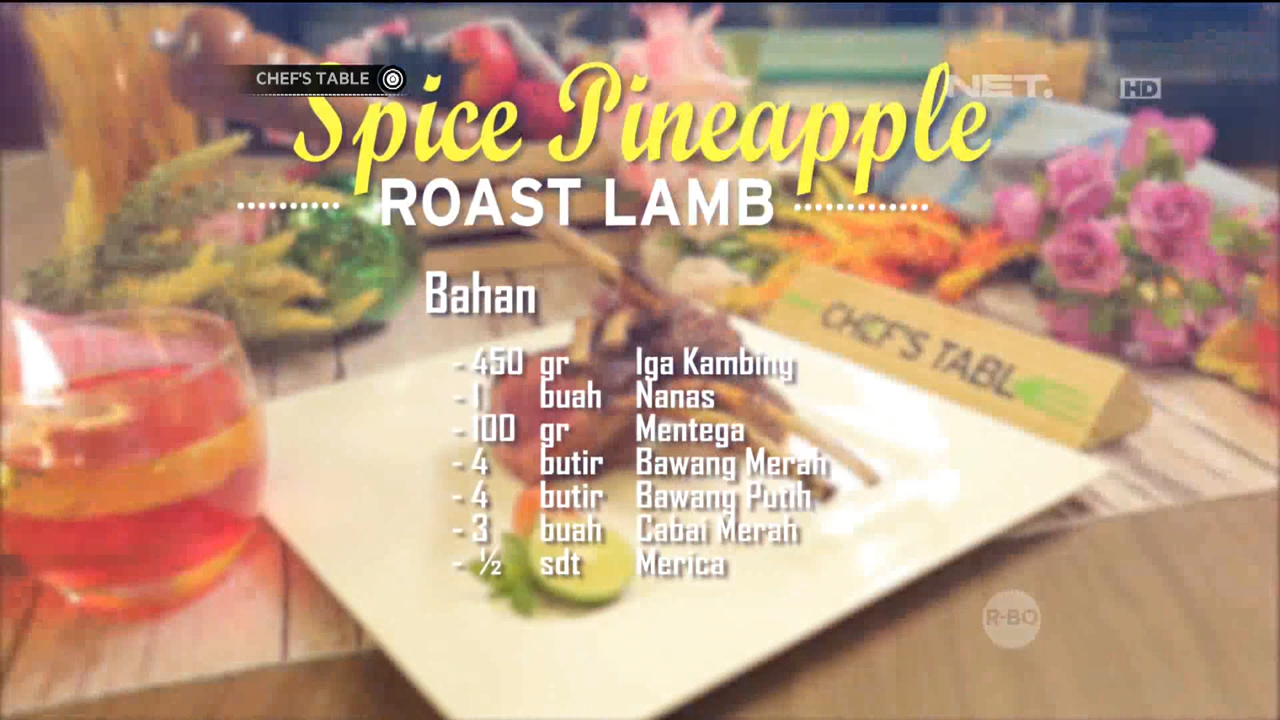 CHEF'S TABLE
NET.
HD
Spice Pineapple
ROAST LAMB
Bahan
CHEF'S TABL
- 450 gr Iga Kambing
- 1 buah Nanas
- 100 gr Mentega
- 4 butir Bawang Merah
- 4 butir Bawang Putih
- 3 buah Cabai Merah
- ½ sdt Merica
R-BO